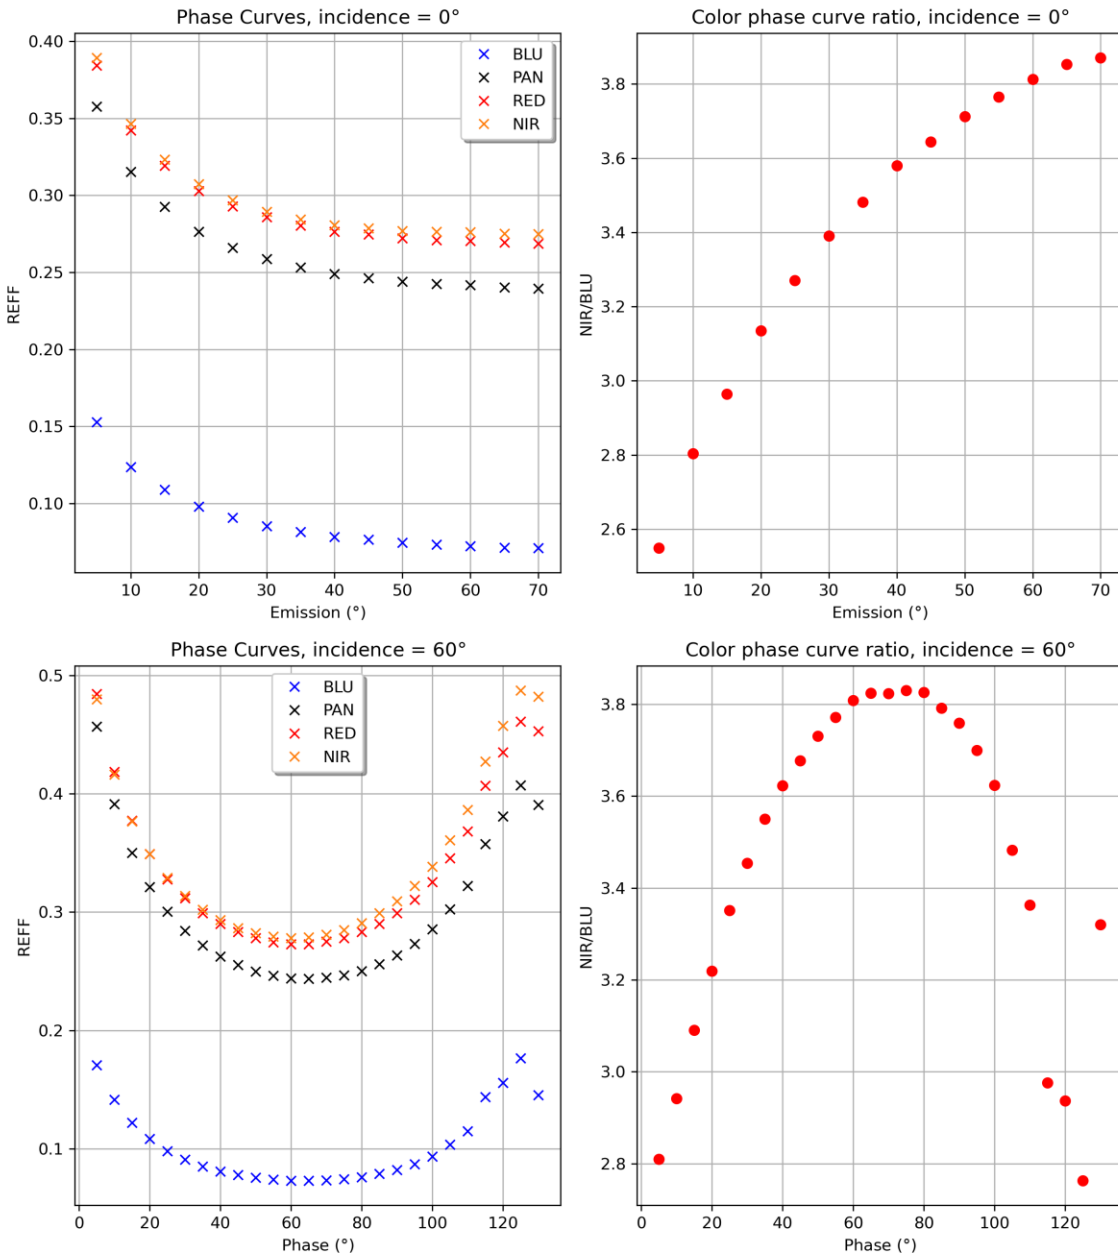 Phase Curves, incidence = 0°
0.40
0.35
0.30
0.25
0.20
0.15
0.10
REFF
BLU
PAN
RED
NIR
10 20 30 40 50 60 70
Emission (°)
Color phase curve ratio, incidence = 0°
3.8
3.6
3.4
3.2
3.0
2.8
2.6
NIR/BLU
10 20 30 40 50 60 70
Emission (°)
Phase Curves, incidence = 60°
0.5
0.4
0.3
0.2
0.1
REFF
BLU
PAN
RED
NIR
0 20 40 60 80 100 120
Phase (°)
Color phase curve ratio, incidence = 60°
3.8
3.6
3.4
3.2
3.0
2.8
NIR/BLU
0 20 40 60 80 100 120
Phase (°)